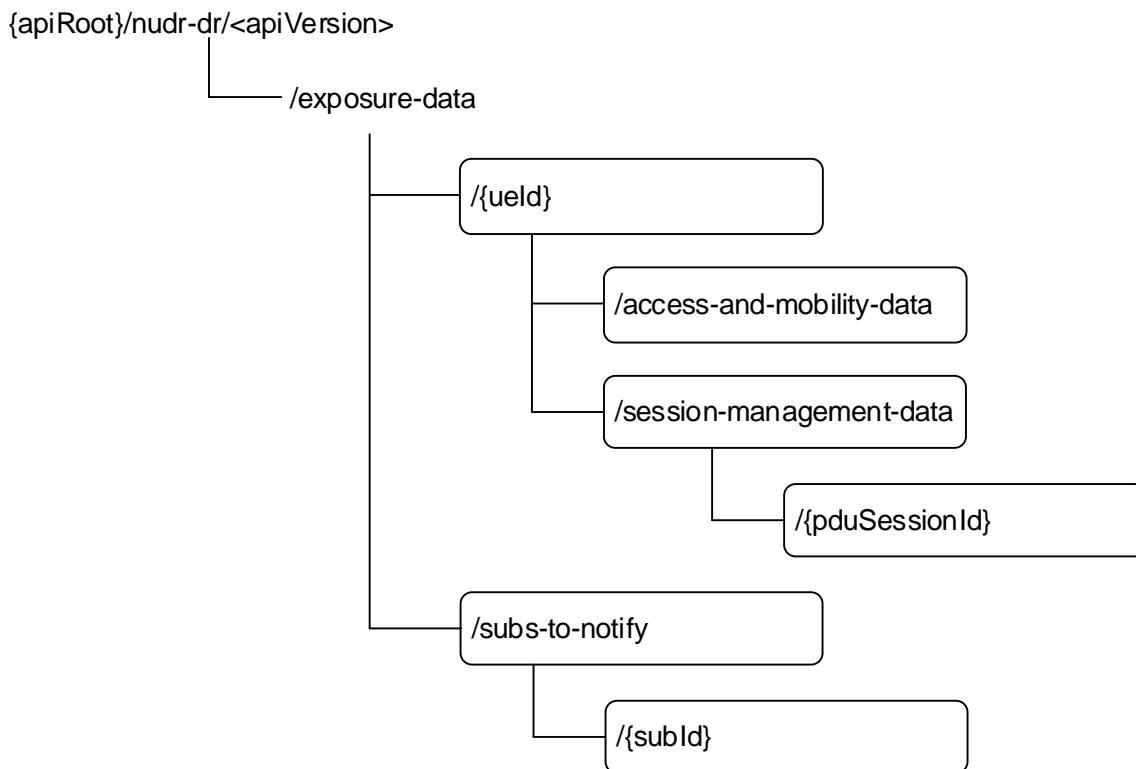 {apiRoot}/nudr-dr/<apiVersion>
/exposure-data
/{ueId}
/access-and-mobility-data
/session-management-data
/{pduSessionId}
/subs-to-notify
/{subId}